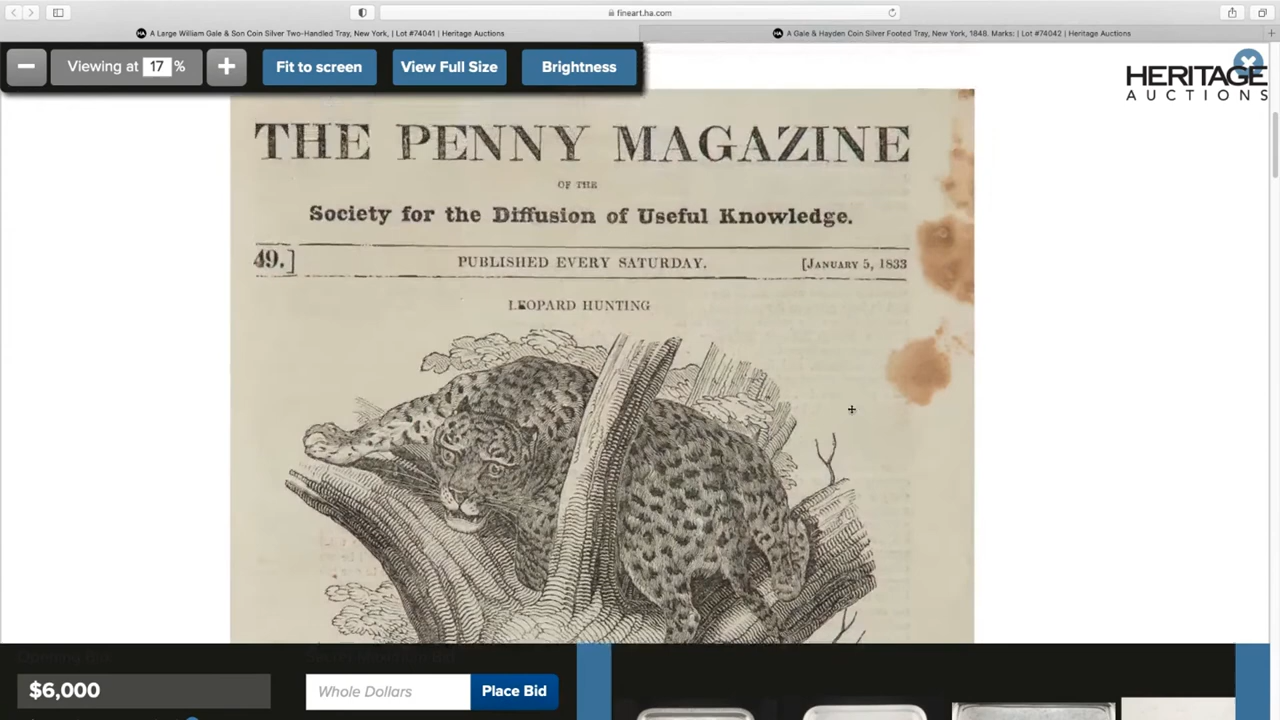 fineart.ha.com
A Large William Gale & Son Coin Silver Two-Handled Tray, New York, | Lot #74041 | Heritage Auctions
A Gale & Hayden Coin Silver Footed Tray, New York, 1848. Marks: | Lot #74042 | Heritage Auctions
Viewing at 17 %
Fit to screen
View Full Size
Brightness
HERITAGE
AUCTIONS
THE PENNY MAGAZINE
OF THE
Society for the Diffusion of Useful Knowledge.
49.] PUBLISHED EVERY SATURDAY. [JANUARY 5, 1833
LEOPARD HUNTING
Opening Bid
$6,000
Whole Dollars
Place Bid